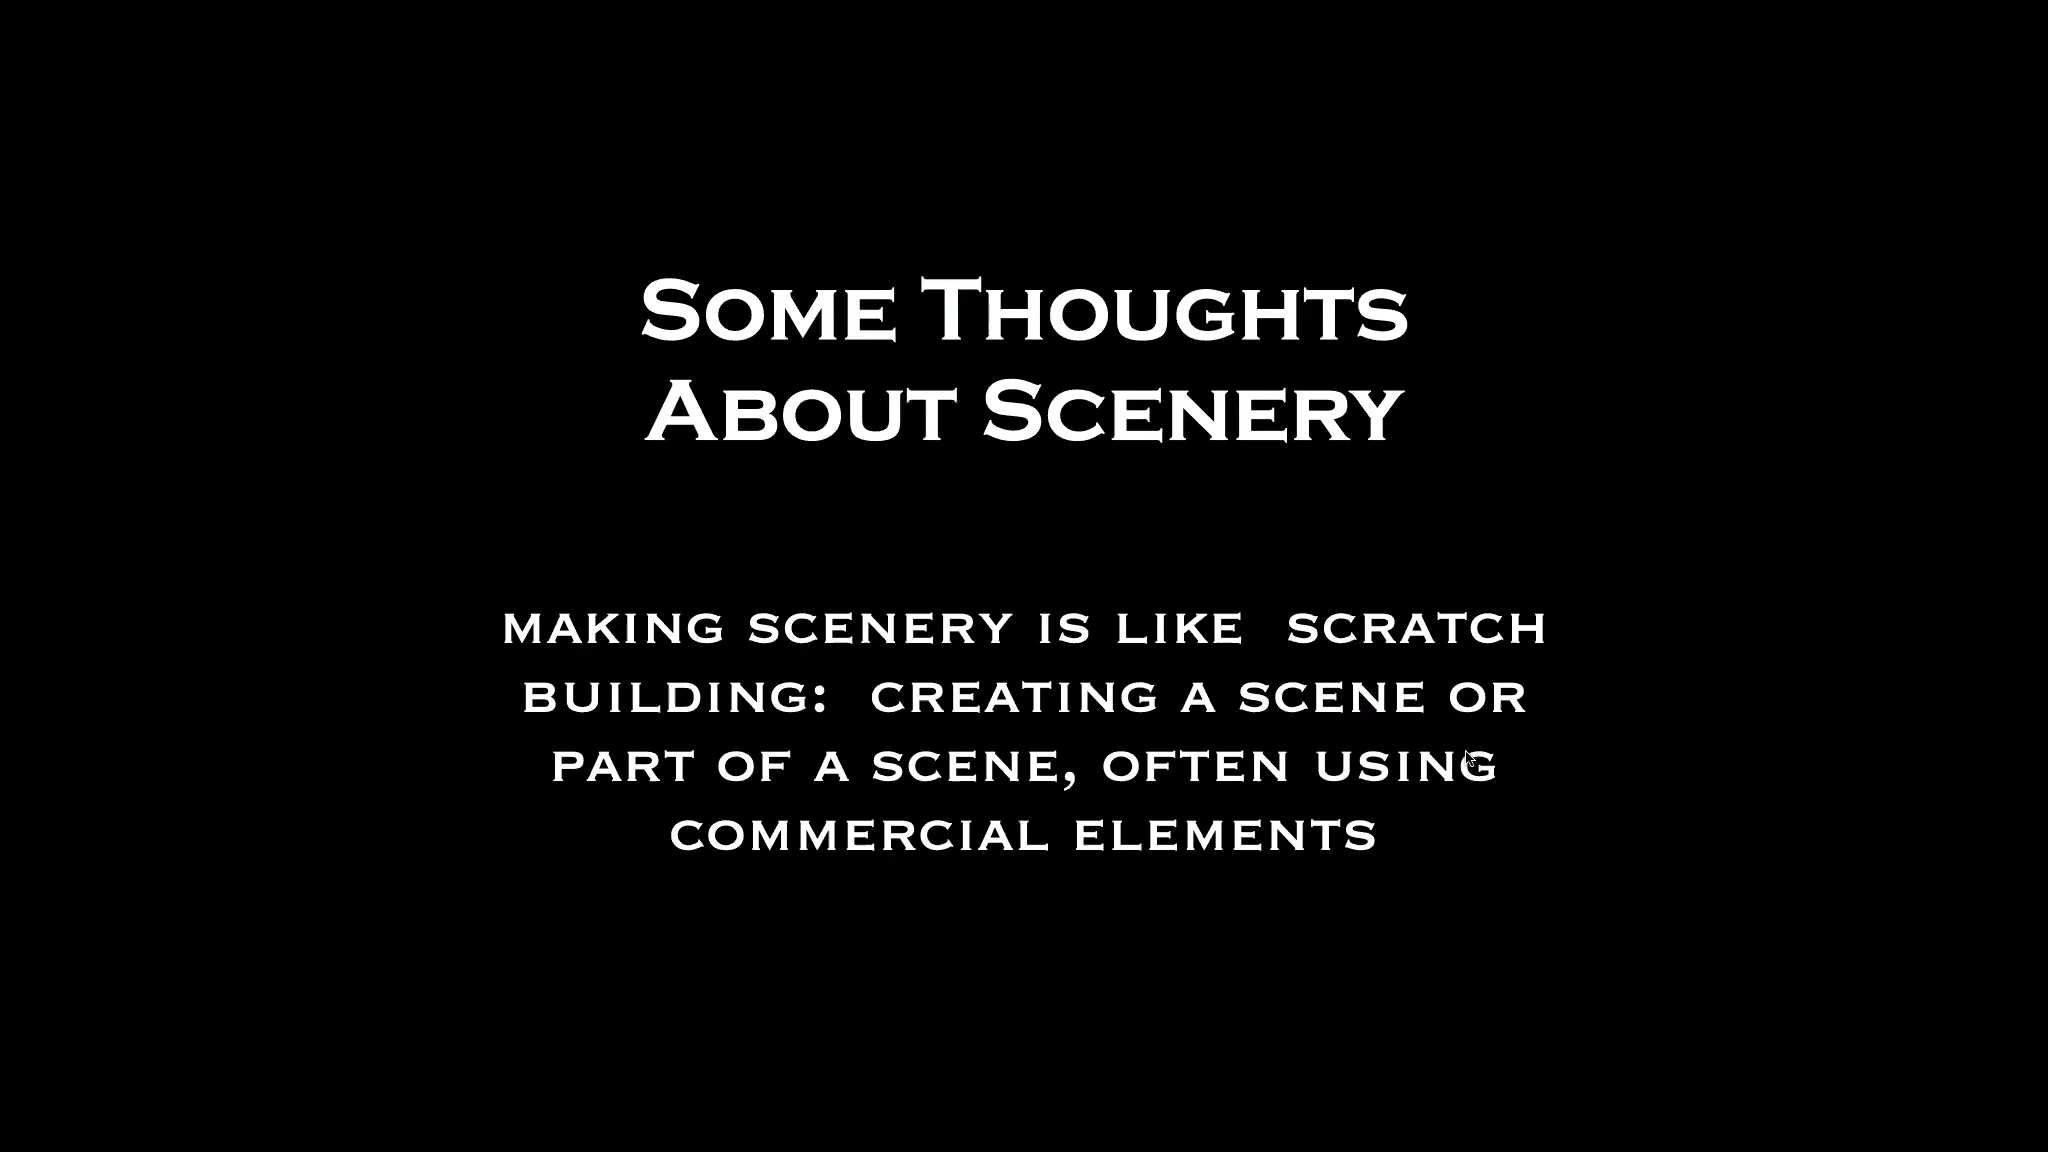 Some Thoughts
About Scenery
making scenery is like  scratch
building:  creating a scene or
part of a scene, often using
commercial elements